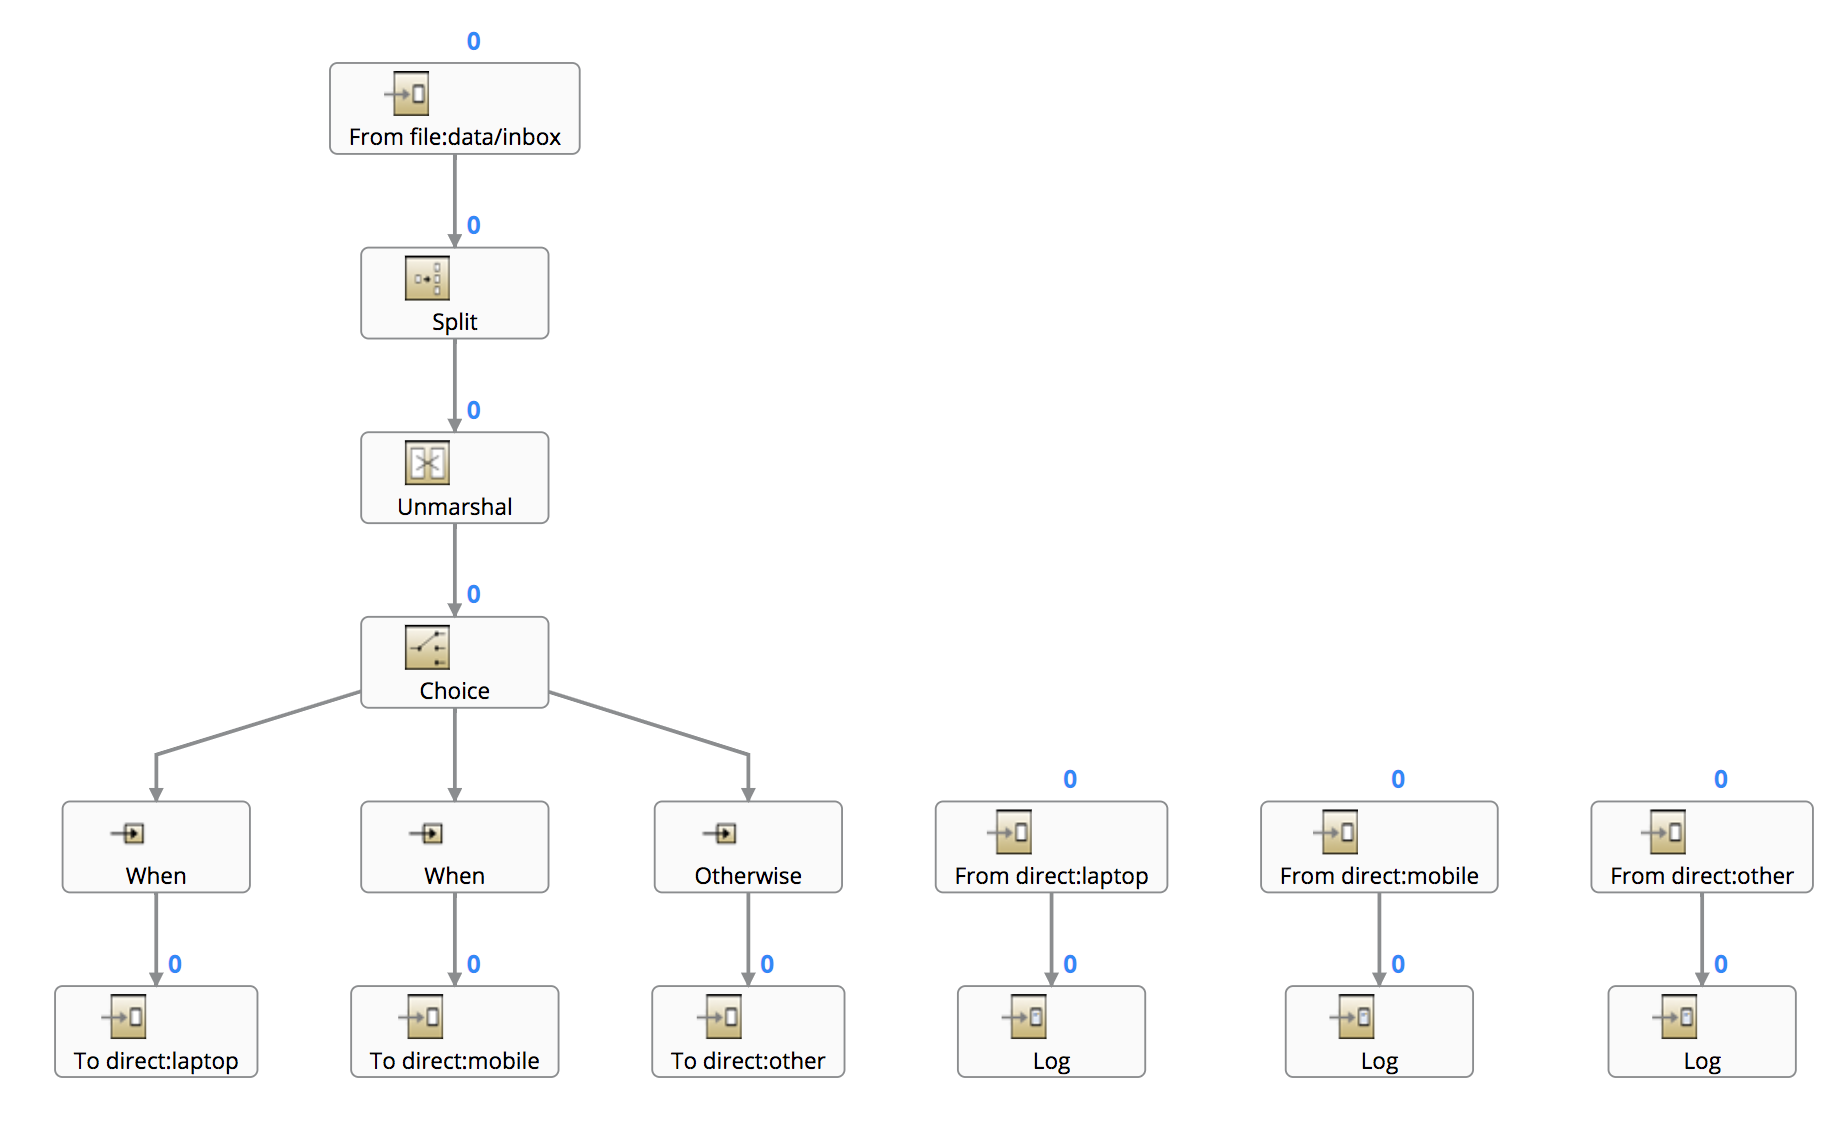 0
From file:data/inbox
0
Split
0
Unmarshal
0
Choice
0 0 0
When When Otherwise From direct:laptop From direct:mobile From direct:other
0 0 0 0 0 0
To direct:laptop To direct:mobile To direct:other Log Log Log